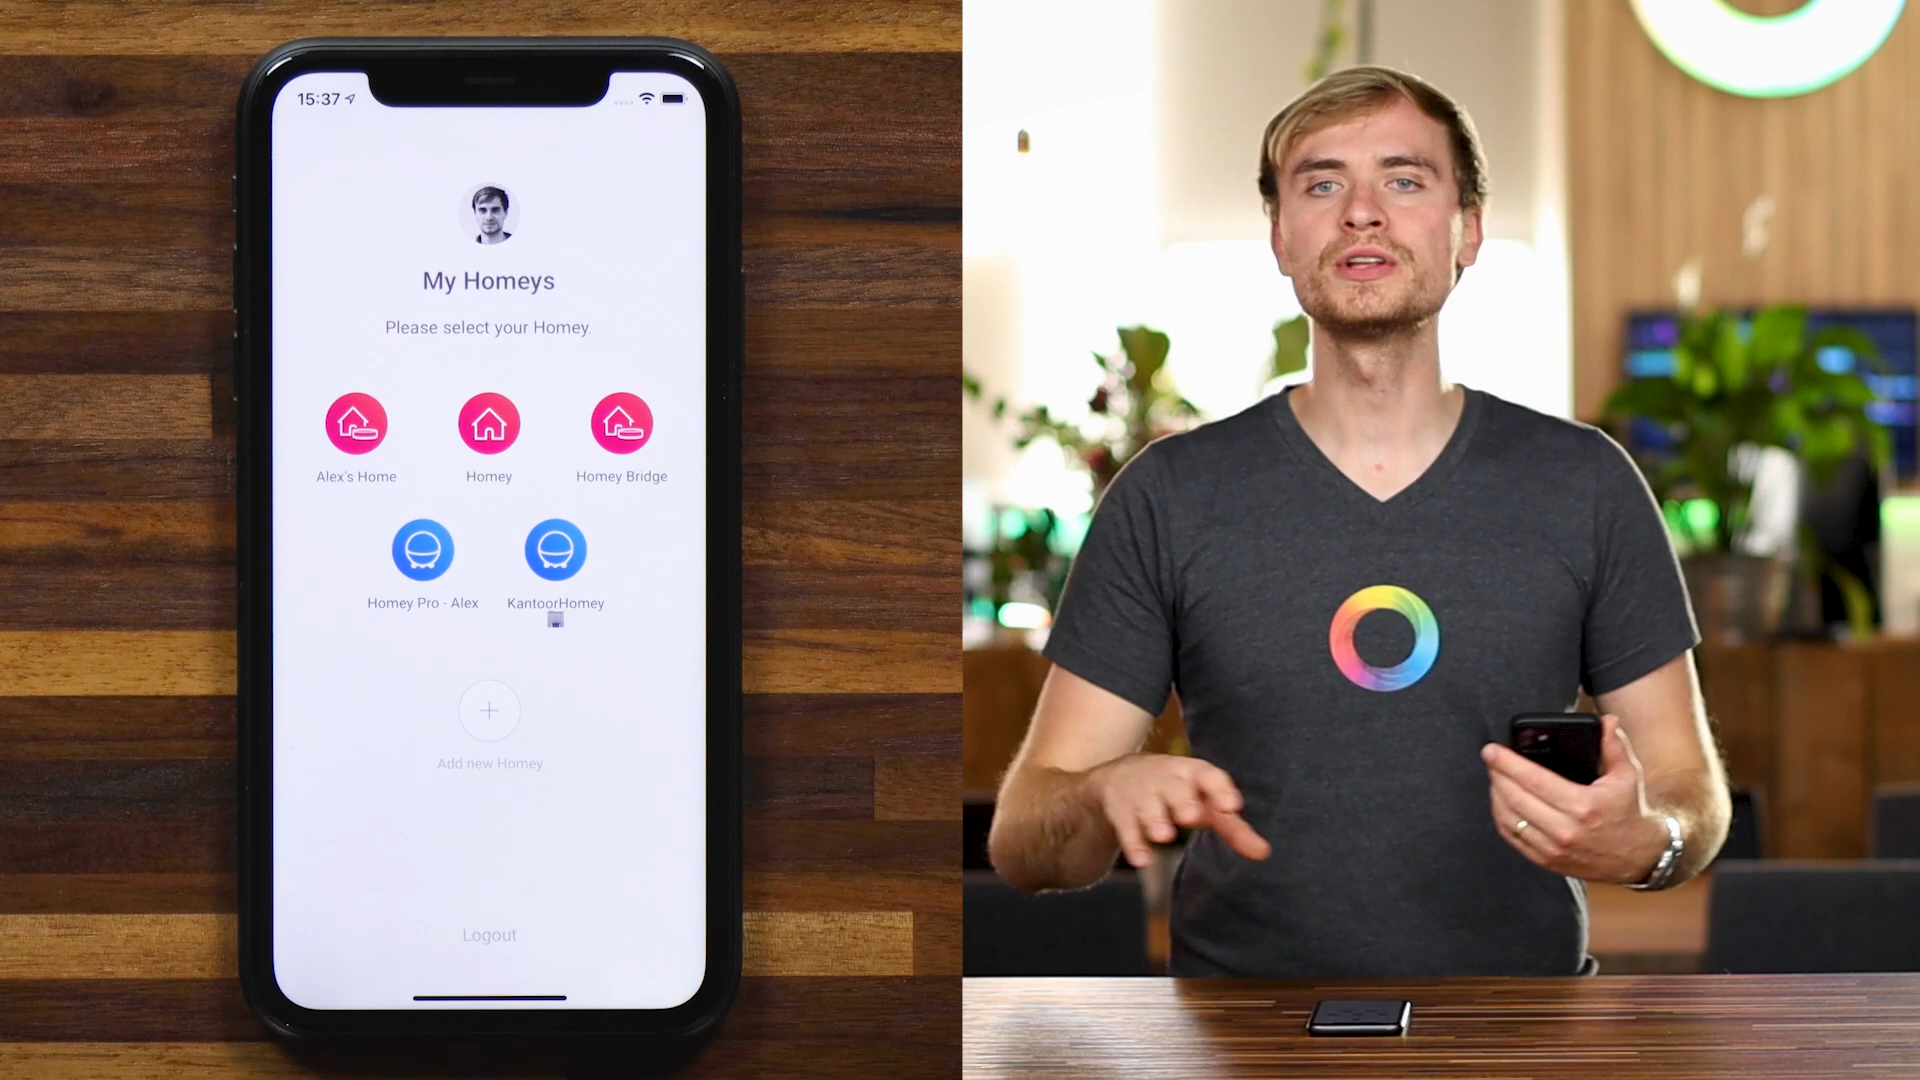 15:37
My Homeys
Please select your Homey.
Alex's Home
Homey
Homey Bridge
Homey Pro - Alex
KantoorHomey
Add new Homey
Logout